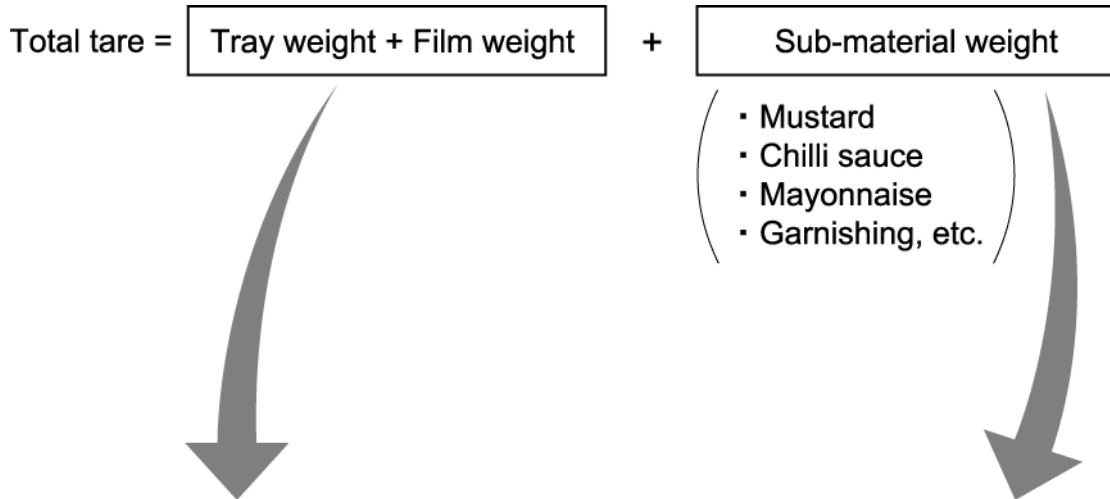 Total tare = Tray weight + Film weight + Sub-material weight
・Mustard
・Chilli sauce
・Mayonnaise
・Garnishing, etc.